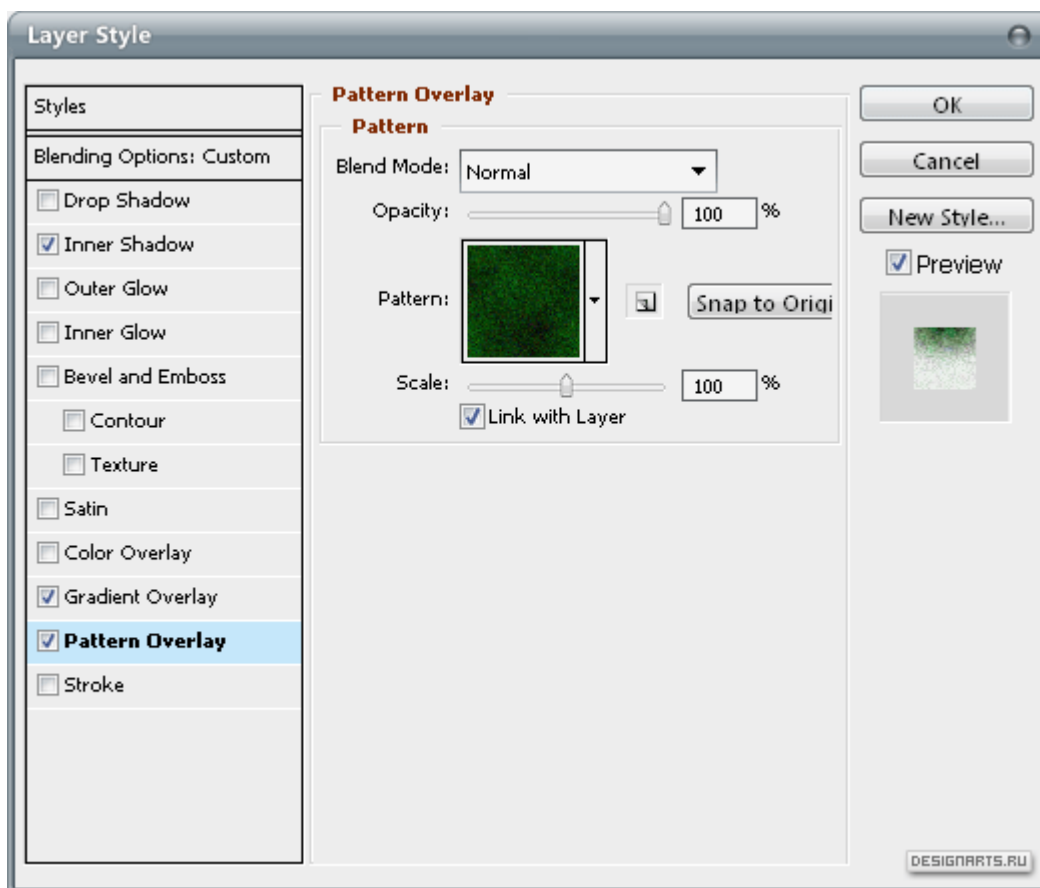 Layer Style
Styles
Blending Options: Custom
Drop Shadow
Inner Shadow
Outer Glow
Inner Glow
Bevel and Emboss
Contour
Texture
Satin
Color Overlay
Gradient Overlay
Pattern Overlay
Stroke
Pattern Overlay
Pattern
Blend Mode: Normal
Opacity: 100 %
Pattern: Snap to Origi
Scale: 100 %
Link with Layer
OK
Cancel
New Style...
Preview
DESIGNARTS.RU